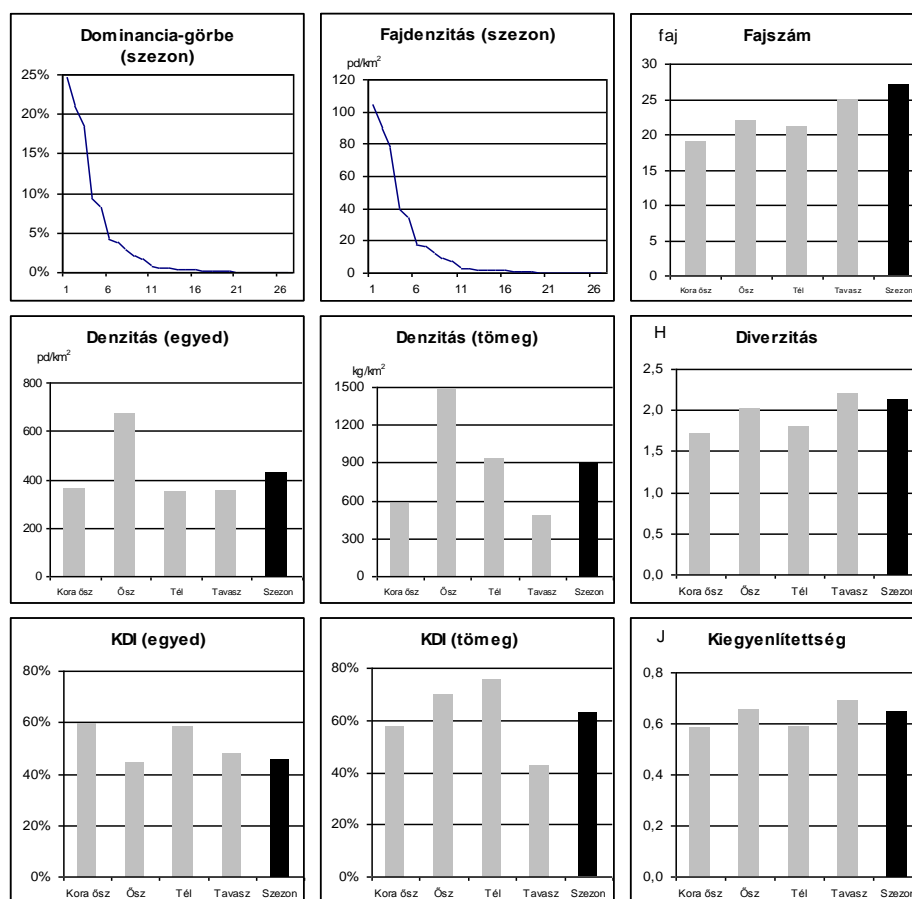 Dominancia-görbe
(szezon)
25%
20%
15%
10%
5%
0%
1 6 11 16 21 26
Fajdenzitás (szezon)
pd/km²
120
100
80
60
40
20
0
1 6 11 16 21 26
faj Fajszám
30
25
20
15
10
5
0
Kora ősz Ősz Tél Tavasz Szezon
Denzitás (egyed)
pd/km²
800
600
400
200
0
Kora ősz Ősz Tél Tavasz Szezon
Denzitás (tömeg)
kg/km²
1500
1200
900
600
300
0
Kora ősz Ősz Tél Tavasz Szezon
H Diverzitás
2,5
2,0
1,5
1,0
0,5
0,0
Kora ősz Ősz Tél Tavasz Szezon
KDI (egyed)
80%
60%
40%
20%
0%
Kora ősz Ősz Tél Tavasz Szezon
KDI (tömeg)
80%
60%
40%
20%
0%
Kora ősz Ősz Tél Tavasz Szezon
J Kiegyenlítettség
0,8
0,6
0,4
0,2
0,0
Kora ősz Ősz Tél Tavasz Szezon